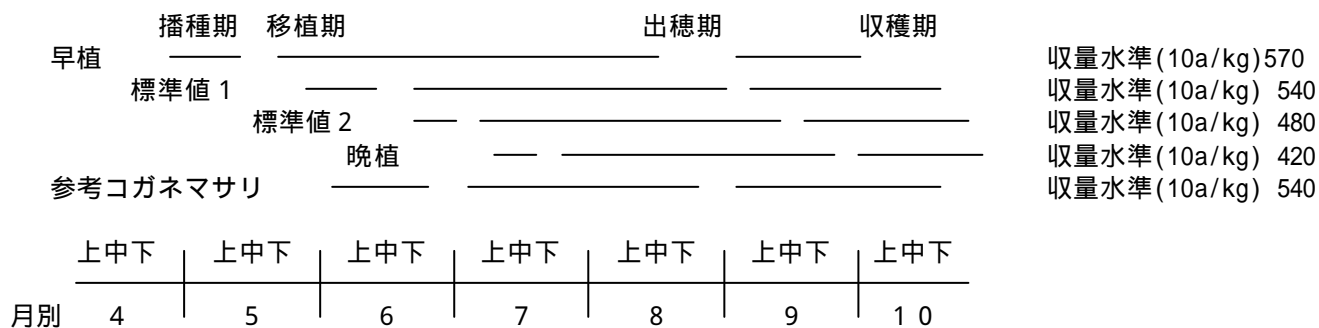 播種期 移植期 出穂期 収穫期
早植 収量水準(10a/kg)570
標準値1 収量水準(10a/kg) 540
標準値2 収量水準(10a/kg) 480
晩植 収量水準(10a/kg) 420
参考コガネマサリ 収量水準(10a/kg) 540
上中下 上中下 上中下 上中下 上中下 上中下 上中下
月別 4 5 6 7 8 9 10